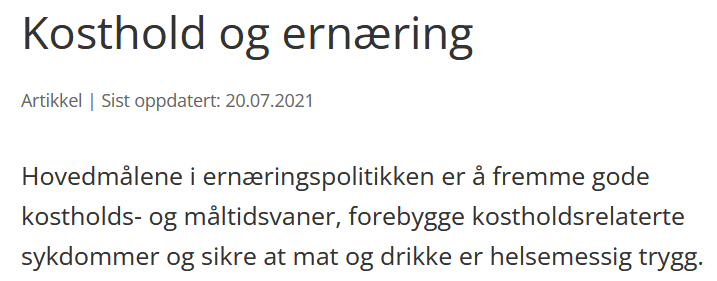 Kosthold og ernæring
Artikkel | Sist oppdatert: 20.07.2021
Hovedmålene i ernæringspolitikken er å fremme gode
kostholds- og måltidsvaner, forebygge kostholdsrelaterte
sykdommer og sikre at mat og drikke er helsemessig trygg.